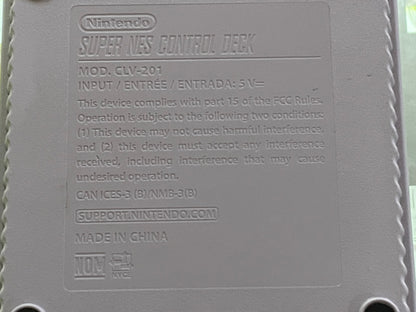 Nintendo
SUPER NES CONTROL DECK
MOD. CLV-201
INPUT / ENTRÉE / ENTRADA: 5 V⎓
This device complies with part 15 of the FCC Rules.
Operation is subject to the following two conditions:
(1) This device may not cause harmful interference,
and (2) this device must accept any interference
received, including interference that may cause
undesired operation.
CAN ICES-3 (B)/NMB-3(B)
SUPPORT.NINTENDO.COM
MADE IN CHINA
NOM
NYCE